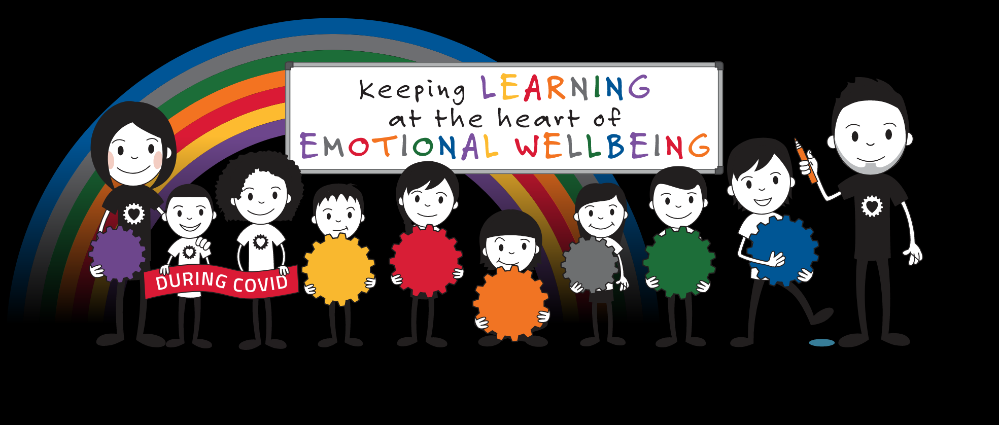 Keeping LEARNING
at the heart of
EMOTIONAL WELLBEING
DURING COVID